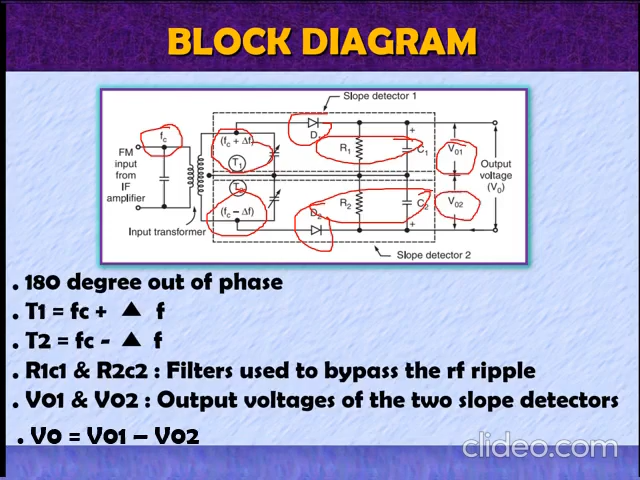 BLOCK DIAGRAM
Slope detector 1
fc
(fc + Δf)
D1
+
FM
input
from
IF
amplifier
T1
R1
C1
V01
Output
voltage
(V0)
(fc – Δf)
R2
C2
V02
D2
+
Input transformer
Slope detector 2
. 180 degree out of phase
. T1 = fc + ▲ f
. T2 = fc - ▲ f
. R1c1 & R2c2 : Filters used to bypass the rf ripple
. V01 & V02 : Output voltages of the two slope detectors
. V0 = V01 – V02
clideo.com